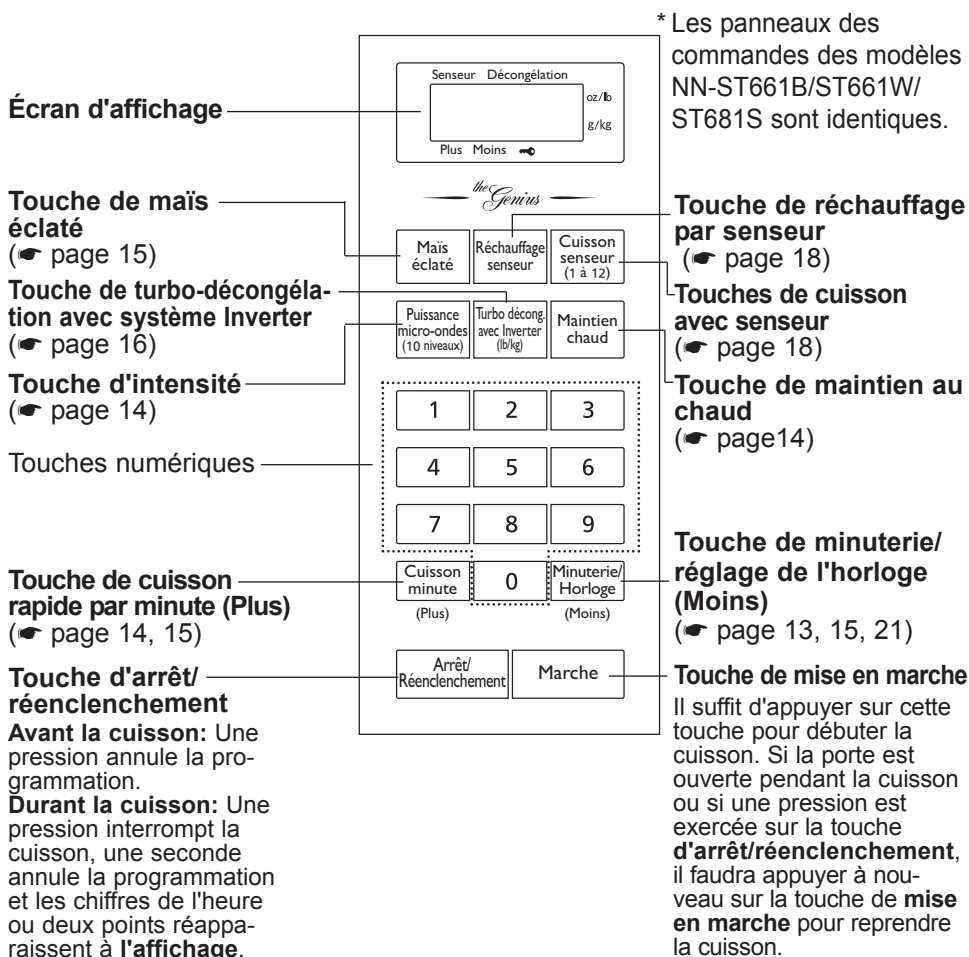 * Les panneaux des
commandes des modèles
NN-ST661B/ST661W/
ST681S sont identiques.
Écran d'affichage
Senseur Décongélation
oz/lb
g/kg
Plus Moins
the Genius
Touche de maïs
éclaté
(☛ page 15)
Touche de turbo-décongéla-
tion avec système Inverter
(☛ page 16)
Touche d'intensité
(☛ page 14)
Touches numériques
Touche de cuisson
rapide par minute (Plus)
(☛ page 14, 15)
Touche d'arrêt/
réenclenchement
Avant la cuisson: Une
pression annule la pro-
grammation.
Durant la cuisson: Une
pression interrompt la
cuisson, une seconde
annule la programmation
et les chiffres de l'heure
ou deux points réappa-
raissent à l'affichage.
Maïs
éclaté
Réchauffage
senseur
Cuisson
senseur
(1 à 12)
Puissance
micro-ondes
(10 niveaux)
Turbo décong.
avec Inverter
(lb/kg)
Maintien
chaud
1 2 3
4 5 6
7 8 9
Cuisson
minute
(Plus)
0
Minuterie/
Horloge
(Moins)
Arrêt/
Réenclenchement
Marche
Touche de réchauffage
par senseur
(☛ page 18)
Touches de cuisson
avec senseur
(☛ page 18)
Touche de maintien au
chaud
(☛ page14)
Touche de minuterie/
réglage de l'horloge
(Moins)
(☛ page 13, 15, 21)
Touche de mise en marche
Il suffit d'appuyer sur cette
touche pour débuter la
cuisson. Si la porte est
ouverte pendant la cuisson
ou si une pression est
exercée sur la touche
d'arrêt/réenclenchement,
il faudra appuyer à nou-
veau sur la touche de mise
en marche pour reprendre
la cuisson.